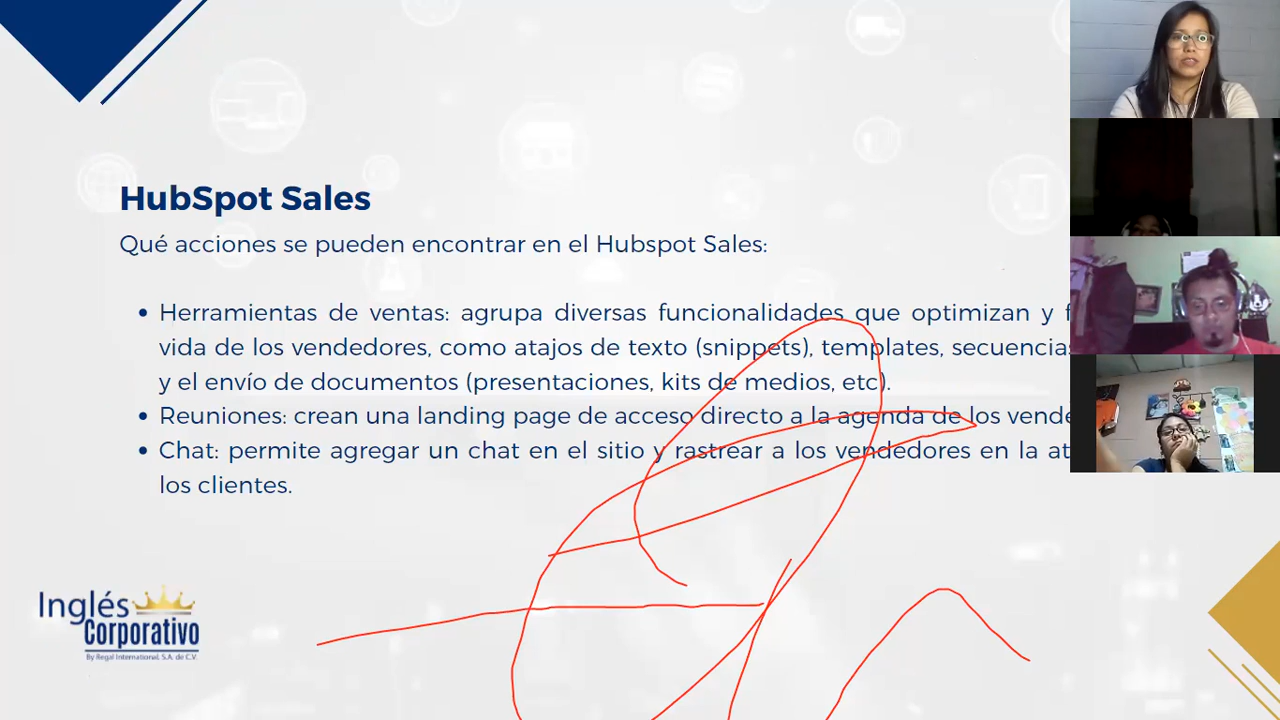 HubSpot Sales
Qué acciones se pueden encontrar en el Hubspot Sales:
Herramientas de ventas: agrupa diversas funcionalidades que optimizan y
vida de los vendedores, como atajos de texto (snippets), templates,
y el envío de documentos (presentaciones, kits de medios, etc).
Reuniones: crean una landing page de acceso directo a la agenda de los
Chat: permite agregar un chat en el sitio y rastrear a los vendedores en la
los clientes.
Inglés
Corporativo
By Regal International, S.A. de C.V.